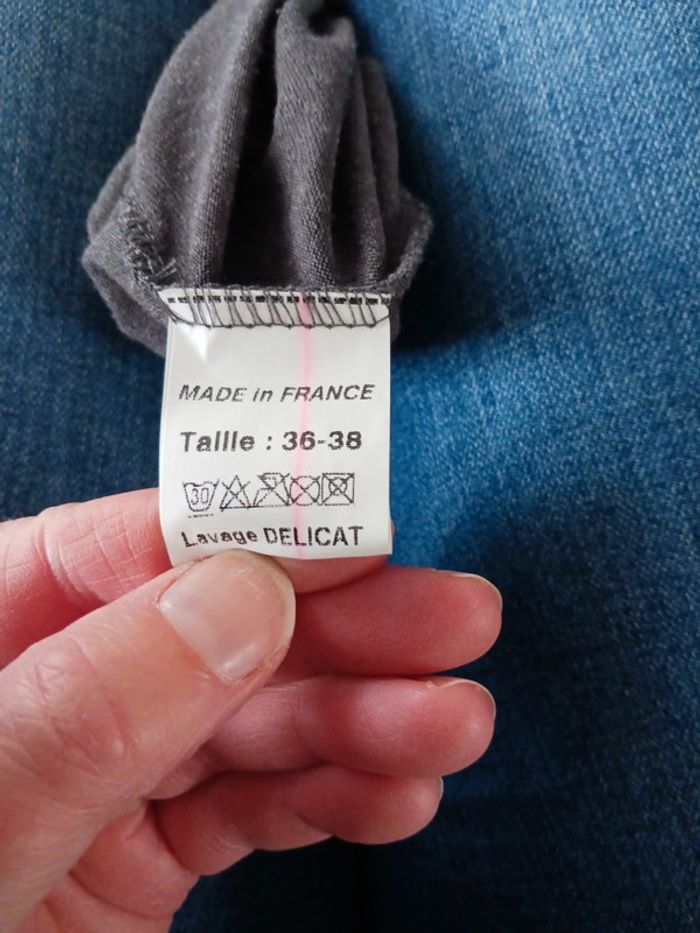 MADE in FRANCE
Taille : 36-38
30
Lavage DELICAT